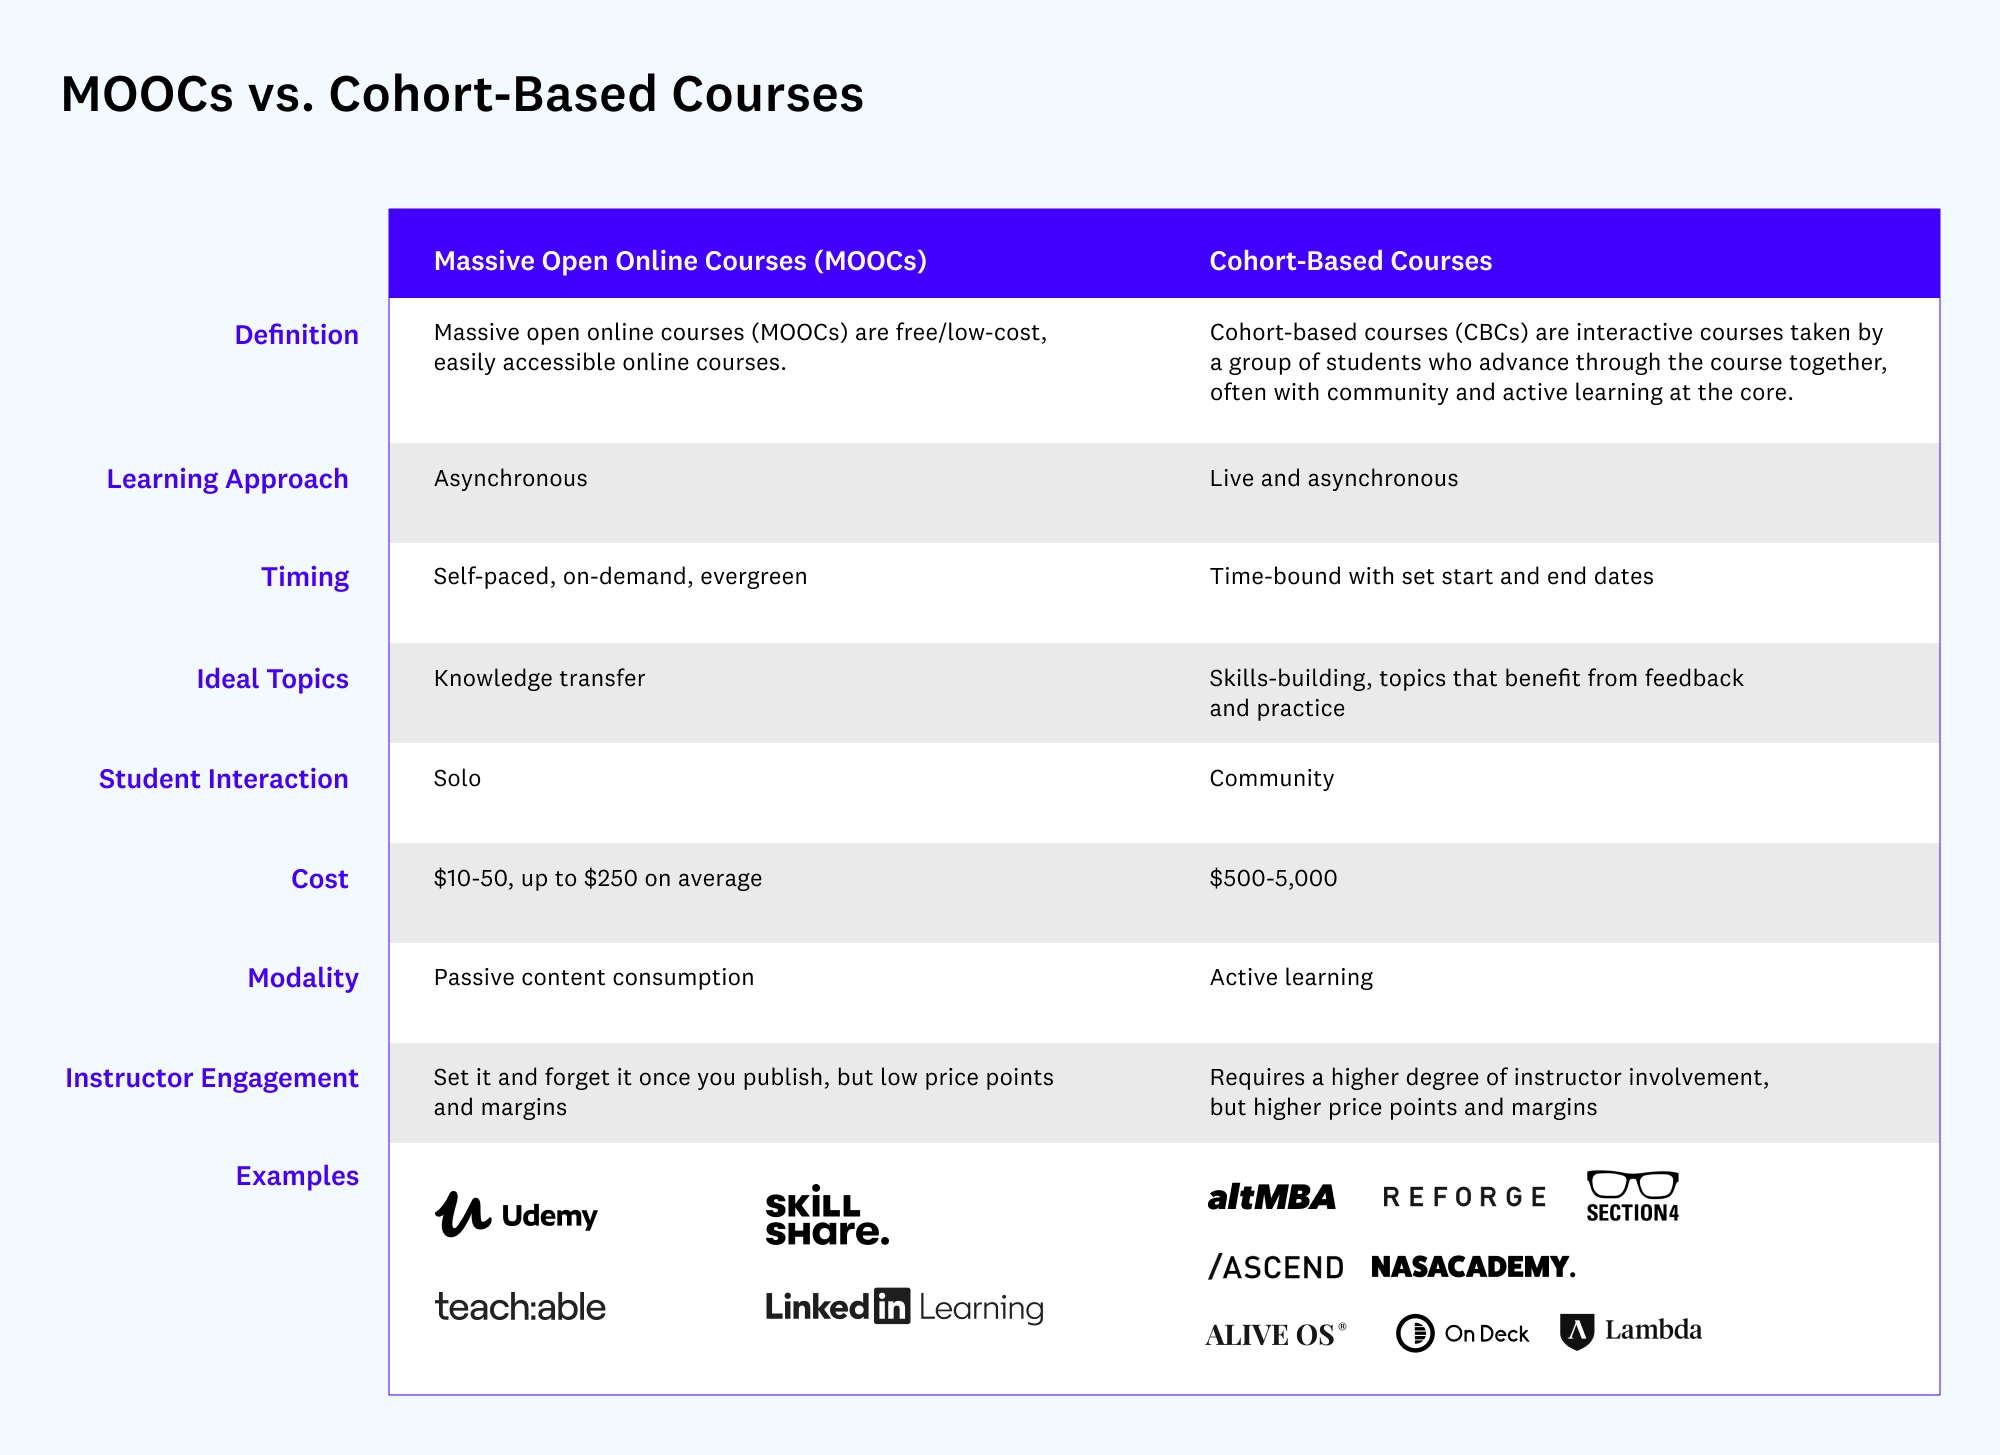 MOOCs vs. Cohort-Based Courses
Massive Open Online Courses (MOOCs)
Cohort-Based Courses
Definition
Massive open online courses (MOOCs) are free/low-cost,
easily accessible online courses.
Cohort-based courses (CBCs) are interactive courses taken by
a group of students who advance through the course together,
often with community and active learning at the core.
Learning Approach
Asynchronous
Live and asynchronous
Timing
Self-paced, on-demand, evergreen
Time-bound with set start and end dates
Ideal Topics
Knowledge transfer
Skills-building, topics that benefit from feedback
and practice
Student Interaction
Solo
Community
Cost
$10-50, up to $250 on average
$500-5,000
Modality
Passive content consumption
Active learning
Instructor Engagement
Set it and forget it once you publish, but low price points
and margins
Requires a higher degree of instructor involvement,
but higher price points and margins
Examples
Udemy
SKiLL
SHare.
teach:able
Linked in Learning
altMBA
REFORGE
SECTION4
/ASCEND
NASACADEMY.
ALIVE OS®
On Deck
Lambda